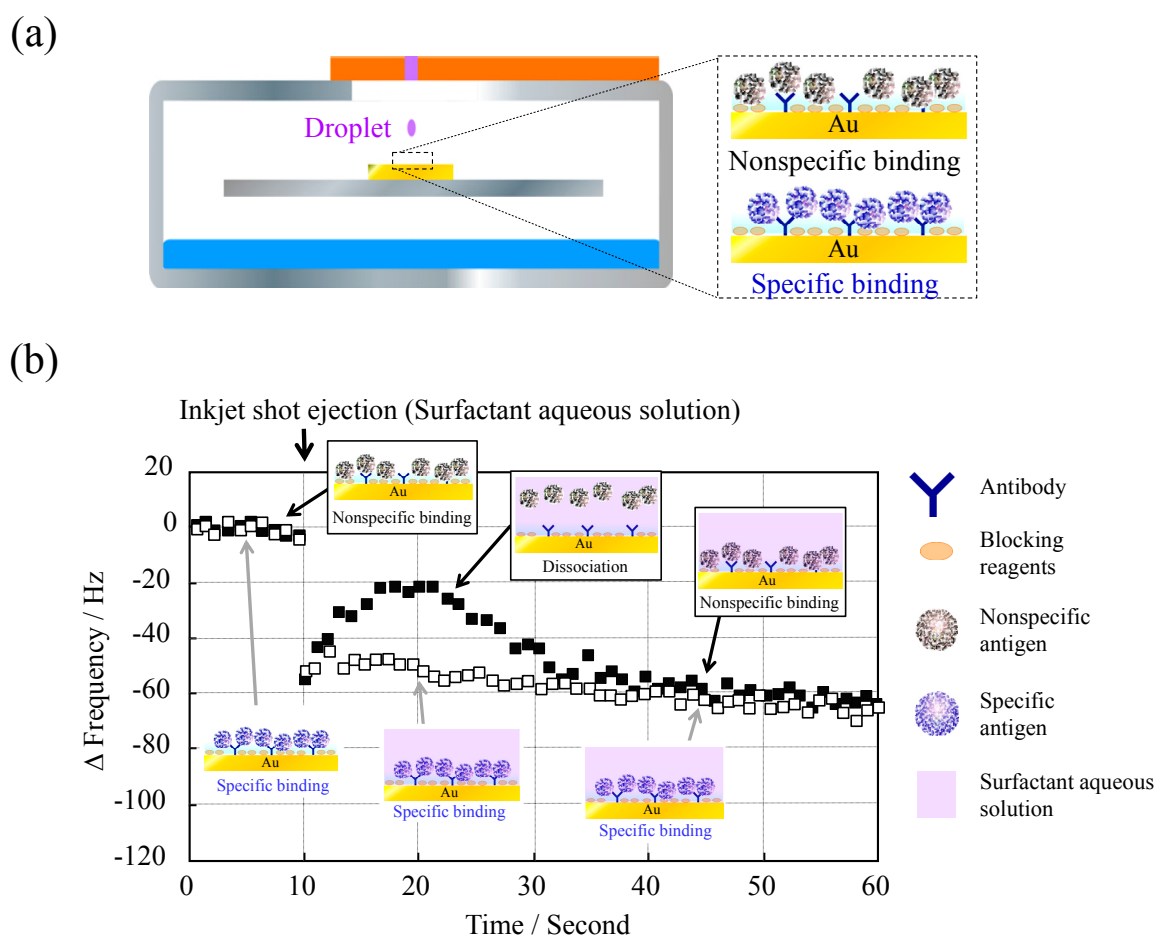 (a)
Droplet
Au
Nonspecific binding
Au
Specific binding
(b)
Inkjet shot ejection (Surfactant aqueous solution)
20
0
-20
-40
-60
-80
-100
-120
Δ Frequency / Hz
0
10
20
30
40
50
60
Time / Second
Au
Nonspecific binding
Au
Dissociation
Au
Nonspecific binding
Au
Specific binding
Au
Specific binding
Au
Specific binding
Antibody
Blocking
reagents
Nonspecific
antigen
Specific
antigen
Surfactant aqueous
solution